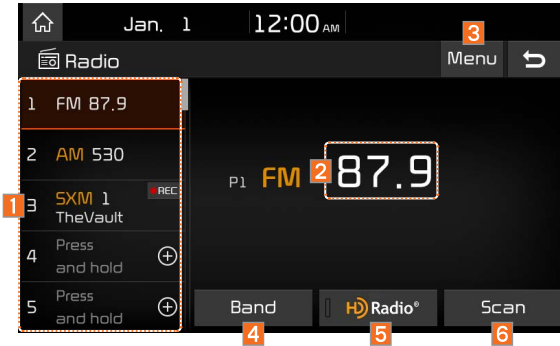 Jan. 1 12:00 AM
3
Radio
Menu
1 FM 87.9
2 AM 530
3 SXM 1 REC
TheVault
4 Press
and hold
5 Press
and hold
1
P1 FM 2 87.9
Band
HD Radio®
Scan
4
5
6